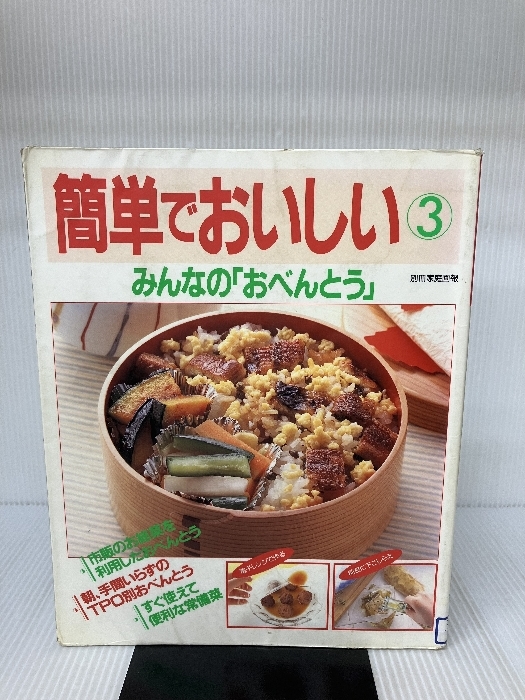 簡単でおいしい③
みんなの「おべんとう」
別冊家庭画報
市販のお惣菜を
利用したおべんとう
朝、手間いらずの
TPO別おべんとう
すぐ使えて
便利な常備菜